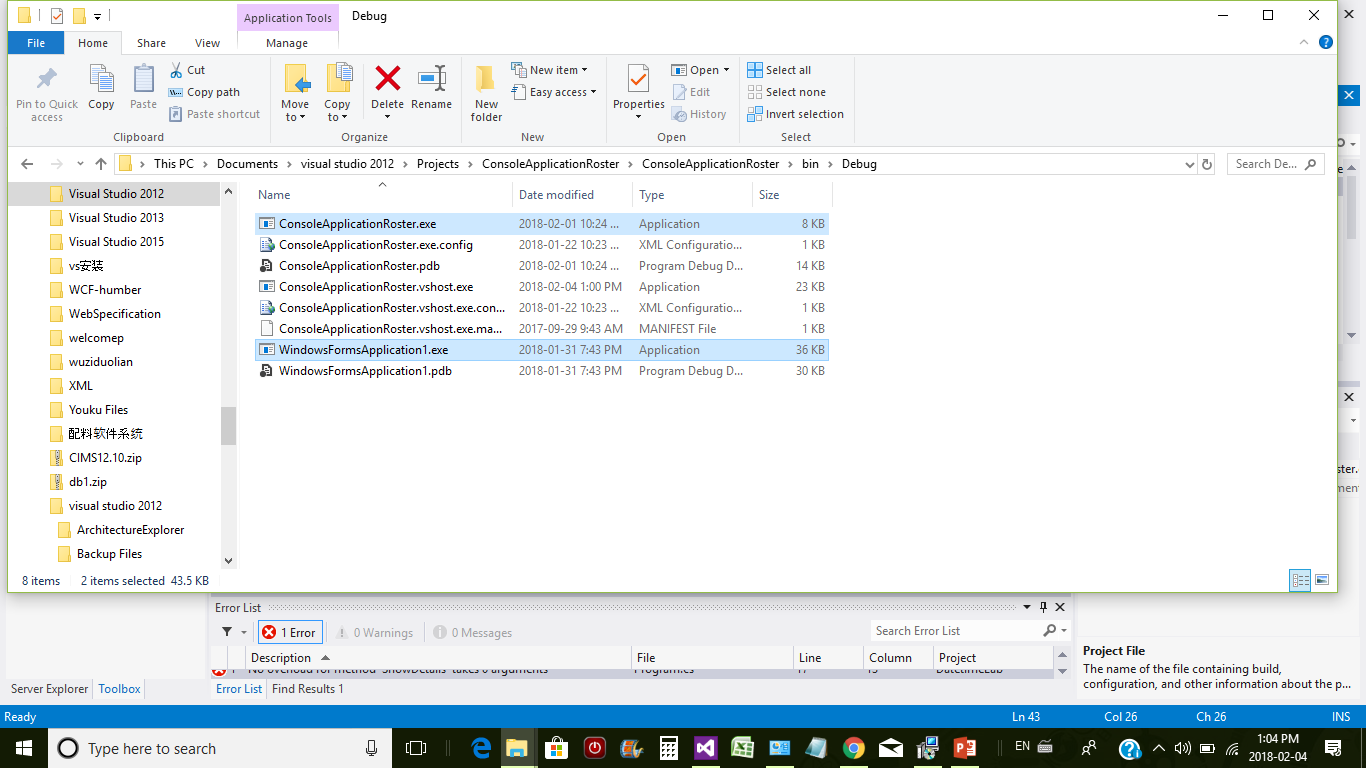 Application Tools Debug
File Home Share View Manage
Pin to Quick access Copy Paste Cut
Copy path
Paste shortcut
Clipboard
Move to Copy to Delete Rename
Organize
New folder New item
Easy access
New
Properties Open
Edit
History
Open
Select all
Select none
Invert selection
Select
This PC > Documents > visual studio 2012 > Projects > ConsoleApplicationRoster > ConsoleApplicationRoster > bin > Debug
Search De...
Visual Studio 2012
Visual Studio 2013
Visual Studio 2015
vs安装
WCF-humber
WebSpecification
welcomep
wuziduolian
XML
Youku Files
配料软件系统
CIMS12.10.zip
db1.zip
visual studio 2012
ArchitectureExplorer
Backup Files
Name Date modified Type Size
ConsoleApplicationRoster.exe 2018-02-01 10:24 ... Application 8 KB
ConsoleApplicationRoster.exe.config 2018-01-22 10:23 ... XML Configuratio... 1 KB
ConsoleApplicationRoster.pdb 2018-02-01 10:24 ... Program Debug D... 14 KB
ConsoleApplicationRoster.vshost.exe 2018-02-04 1:00 PM Application 23 KB
ConsoleApplicationRoster.vshost.exe.con... 2018-01-22 10:23 ... XML Configuratio... 1 KB
ConsoleApplicationRoster.vshost.exe.ma... 2017-09-29 9:43 AM MANIFEST File 1 KB
WindowsFormsApplication1.exe 2018-01-31 7:43 PM Application 36 KB
WindowsFormsApplication1.pdb 2018-01-31 7:43 PM Program Debug D... 30 KB
8 items 2 items selected 43.5 KB
Error List
1 Error 0 Warnings 0 Messages Search Error List
Description File Line Column Project
Server Explorer Toolbox
Error List Find Results 1
Project File
The name of the file containing build,
configuration, and other information about the p...
Ready Ln 43 Col 26 Ch 26 INS
Type here to search
EN
1:04 PM
2018-02-04